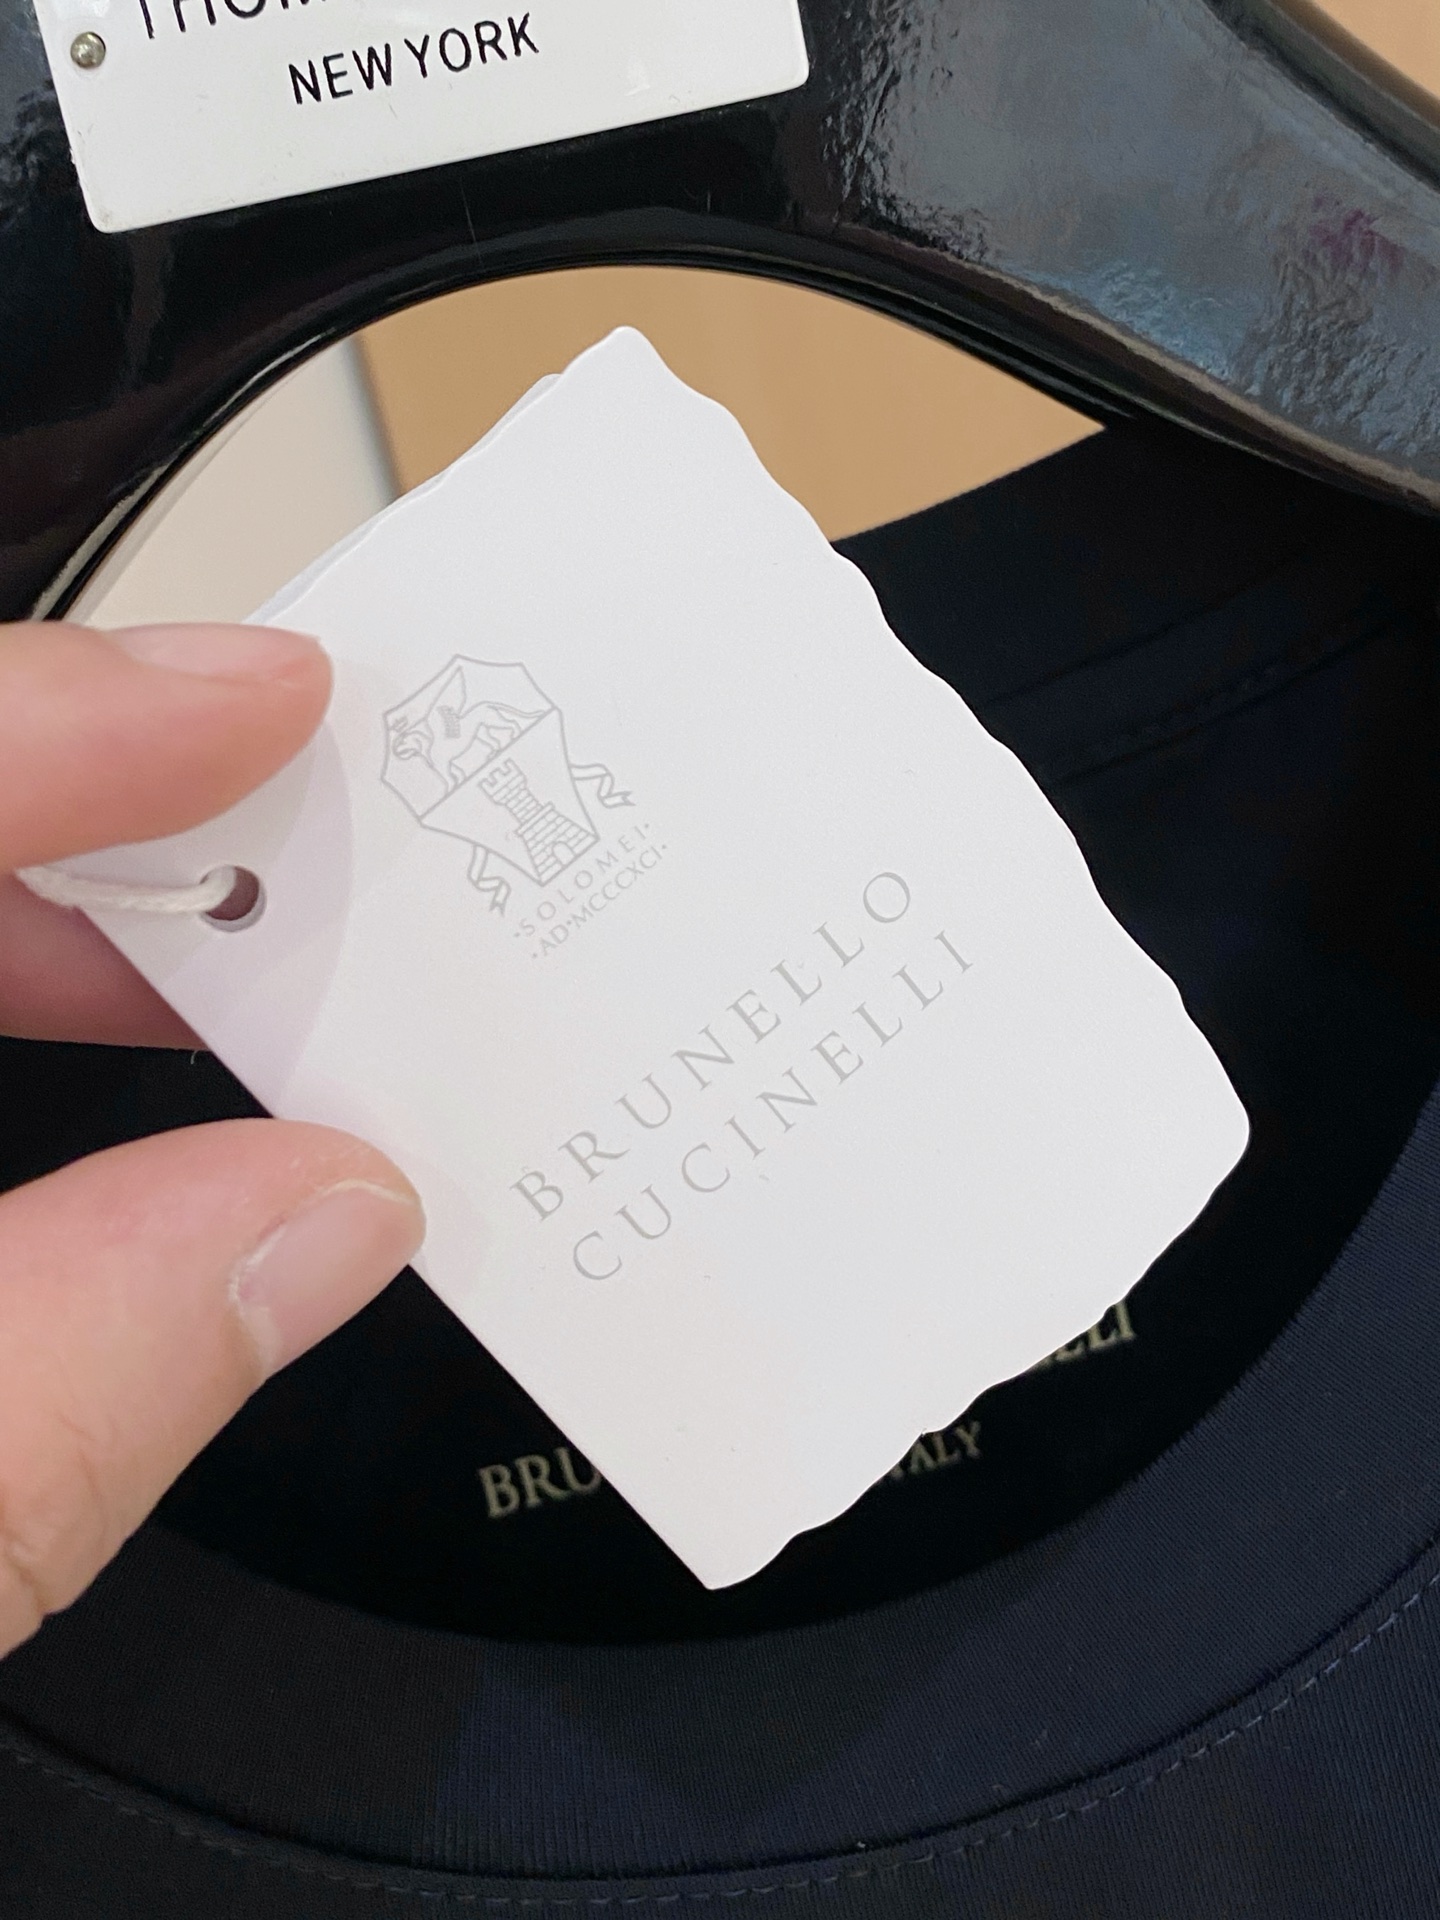 NEW YORK
·SOLOMEI·
·AD·MCCCXCI·
BRUNELLO
CUCINELLI